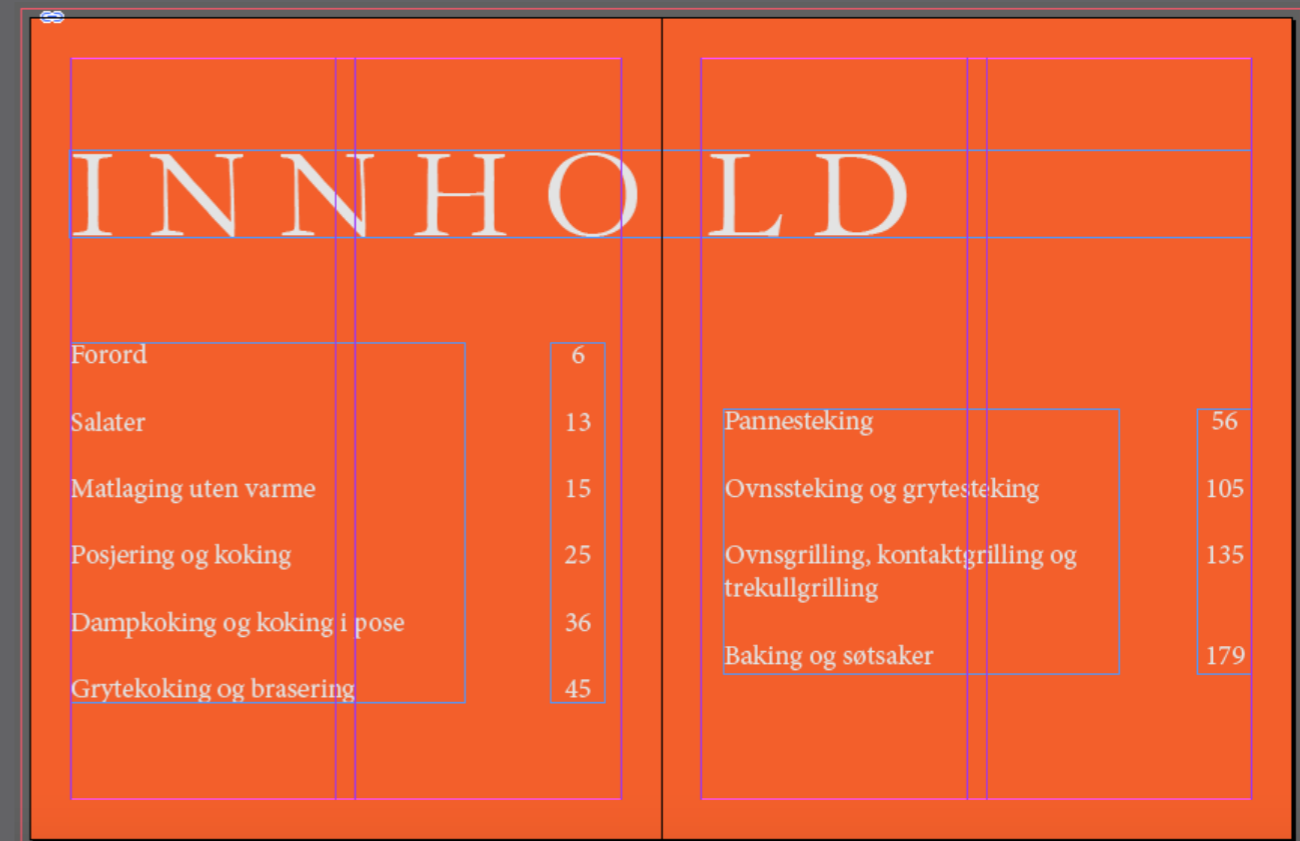 INNHOLD
Forord 6
Salater 13
Matlaging uten varme 15
Posjering og koking 25
Dampkoking og koking i pose 36
Grytekoking og brasering 45
Pannesteking 56
Ovnssteking og grytesteking 105
Ovnsgrilling, kontaktgrilling og 135
trekullgrilling
Baking og søtsaker 179